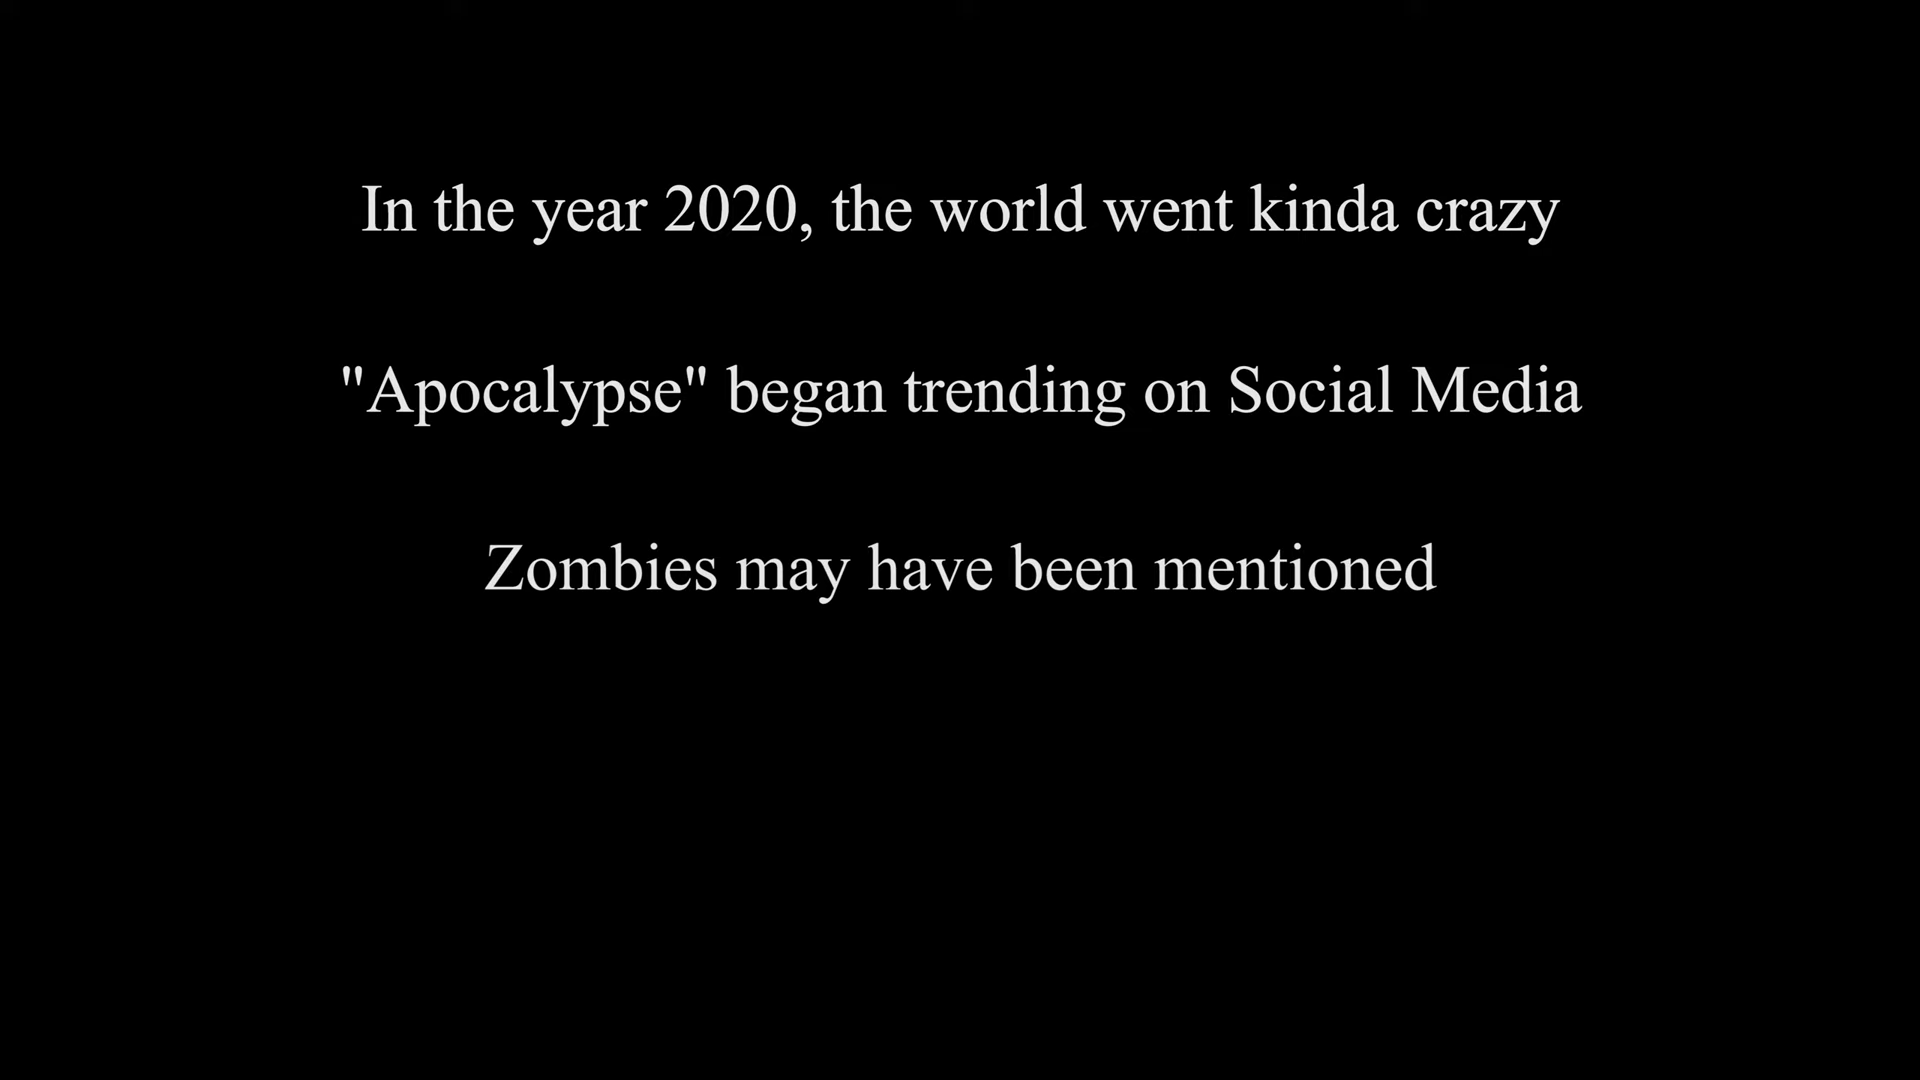 In the year 2020, the world went kinda crazy
"Apocalypse" began trending on Social Media
Zombies may have been mentioned